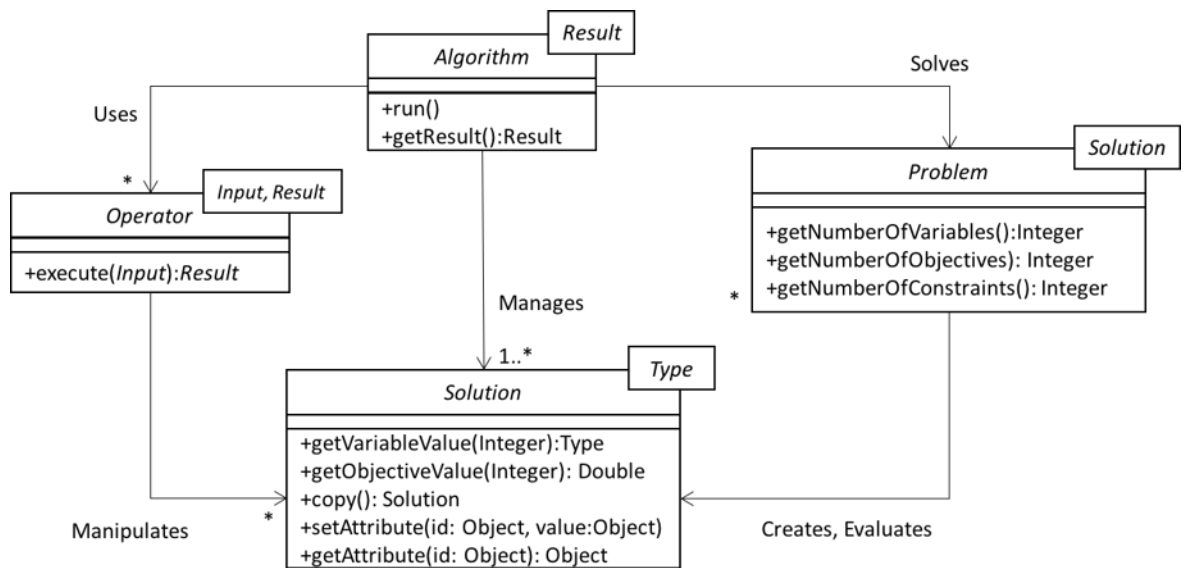 Result
Algorithm
+run()
+getResult():Result
Uses
Solves
*
Input, Result
Operator
+execute(Input):Result
Solution
Problem
+getNumberOfVariables():Integer
+getNumberOfObjectives): Integer
+getNumberOfConstraints(): Integer
*
Manages
1..*
Type
Solution
+getVariableValue(Integer):Type
+getObjectiveValue(Integer): Double
+copy(): Solution
+setAttribute(id: Object, value:Object)
+getAttribute(id: Object): Object
Manipulates
*
Creates, Evaluates